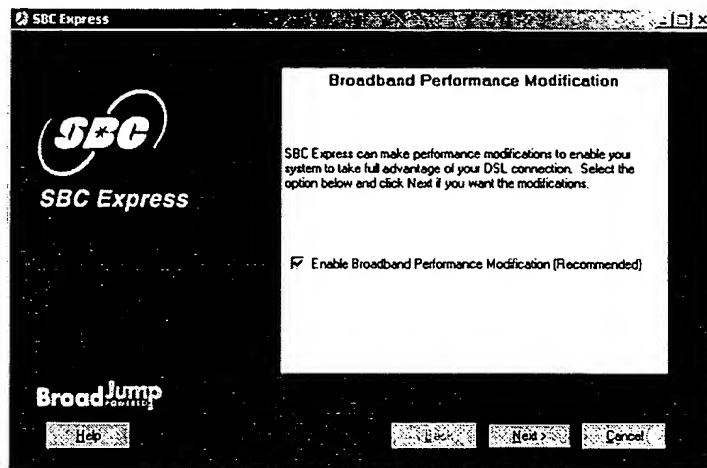 SBC Express
Broadband Performance Modification
SBC
SBC Express
SBC Express can make performance modifications to enable your
system to take full advantage of your DSL connection. Select the
option below and click Next if you want the modifications.
Enable Broadband Performance Modification (Recommended)
BroadJump
POWERED
Help
< Back
Next >
Cancel